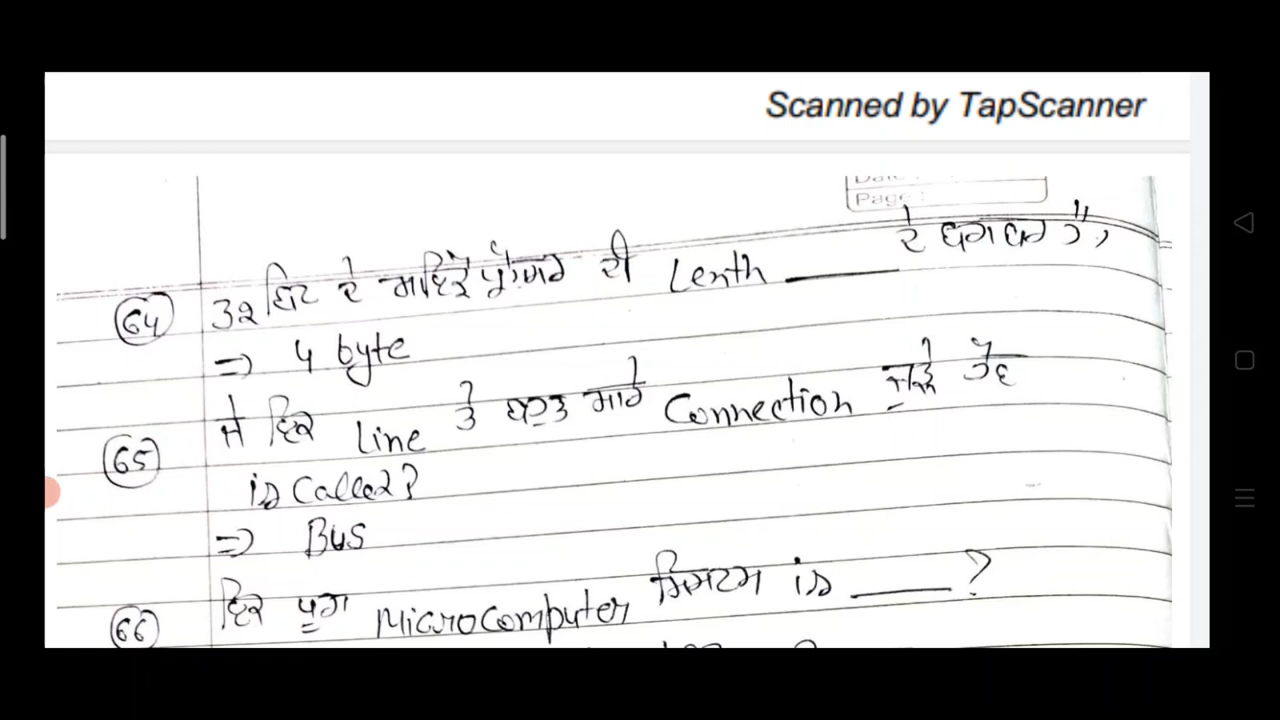 Scanned by TapScanner
Page :
64 32 ਬਿਟ ਦੇ ਮਾਇਕ੍ਰੋਪ੍ਰੋਸੈਸਰ ਦੀ Lenth ____ ਦੇ ਬਰਾਬਰ ਹੈ,
=> 4 byte
65 ਜੇ ਇਕ Line ਤੇ ਬਹੁਤ ਸਾਰੇ Connection ਜੁੜੇ ਹੋਣ
is Called?
=> Bus
66 ਇਕ ਪੂਰਾ Microcomputer ਸਿਸਟਮ is ____ ?